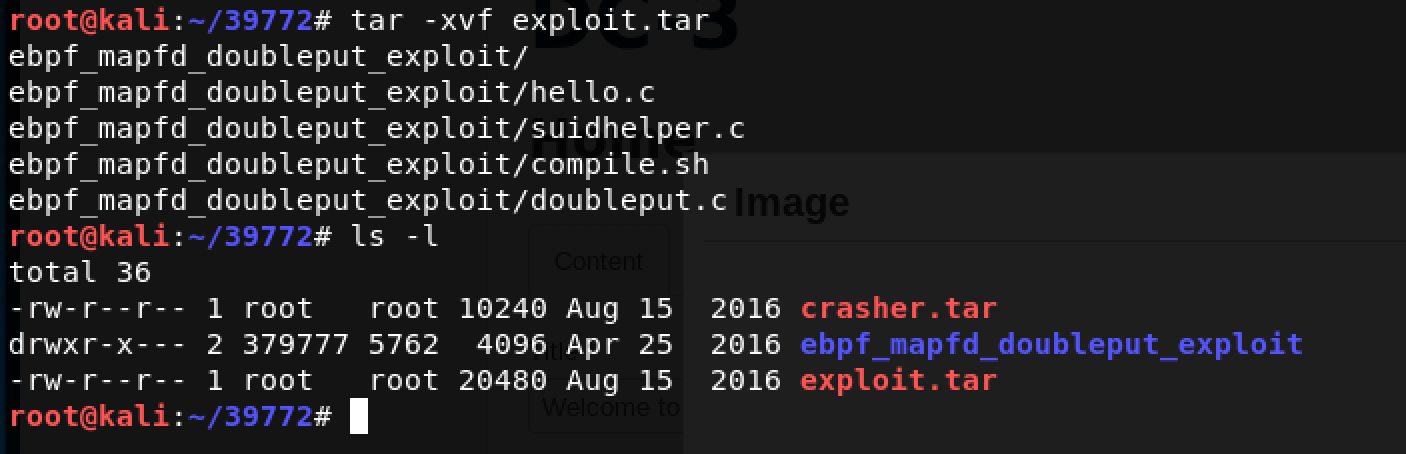 root@kali:~/39772# tar -xvf exploit.tar
ebpf_mapfd_doubleput_exploit/
ebpf_mapfd_doubleput_exploit/hello.c
ebpf_mapfd_doubleput_exploit/suidhelper.c
ebpf_mapfd_doubleput_exploit/compile.sh
ebpf_mapfd_doubleput_exploit/doubleput.c
root@kali:~/39772# ls -l
total 36
-rw-r--r-- 1 root   root 10240 Aug 15  2016 crasher.tar
drwxr-x--- 2 379777 5762  4096 Apr 25  2016 ebpf_mapfd_doubleput_exploit
-rw-r--r-- 1 root   root 20480 Aug 15  2016 exploit.tar
root@kali:~/39772#
DC-3
Home
Image
Content
Title
Welcome to